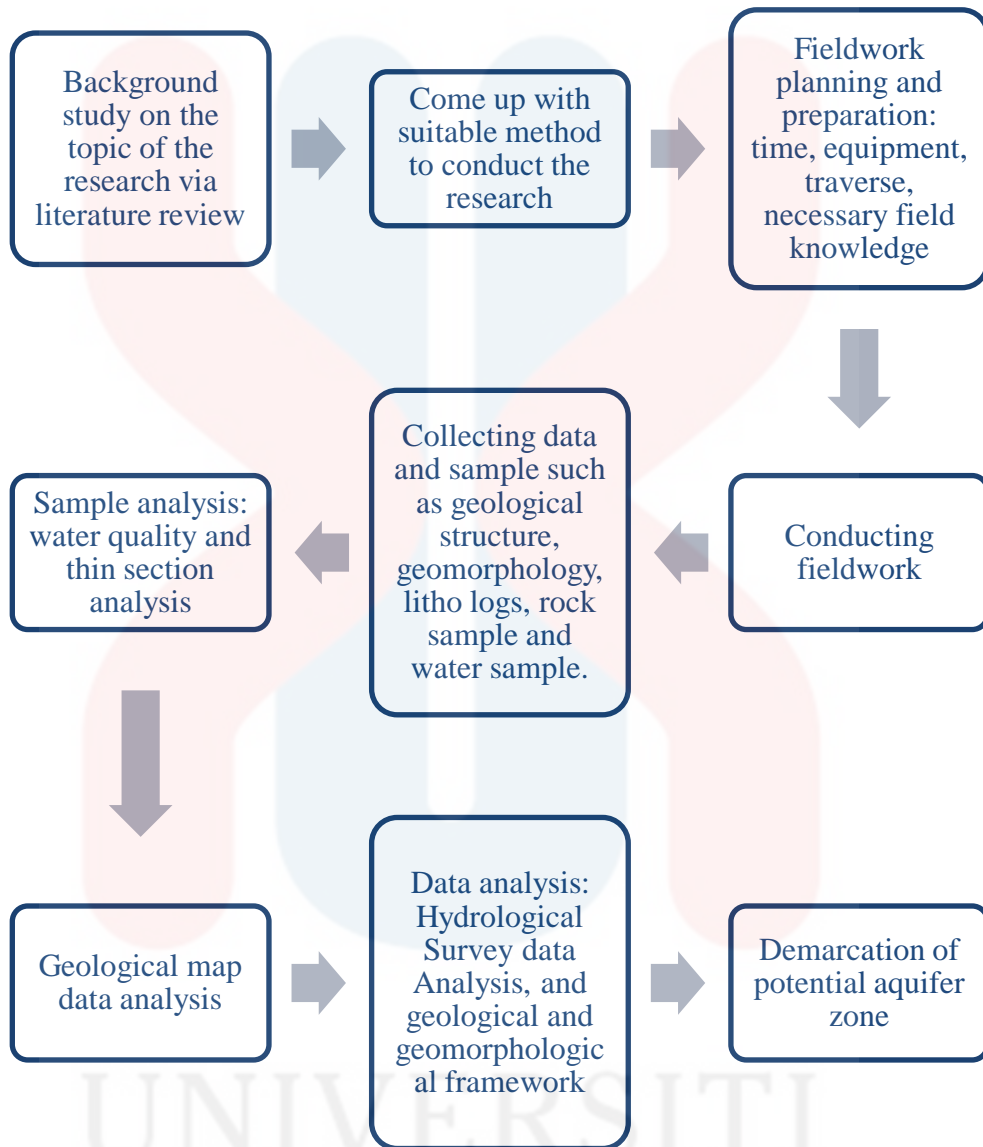 Background
study on the
topic of the
research via
literature review
Come up with
suitable method
to conduct the
research
Fieldwork
planning and
preparation:
time, equipment,
traverse,
necessary field
knowledge
Conducting
fieldwork
Collecting data
and sample such
as geological
structure,
geomorphology,
litho logs, rock
sample and
water sample.
Sample analysis:
water quality and
thin section
analysis
Geological map
data analysis
Data analysis:
Hydrological
Survey data
Analysis, and
geological and
geomorphologic
al framework
Demarcation of
potential aquifer
zone
UNIVERSITI